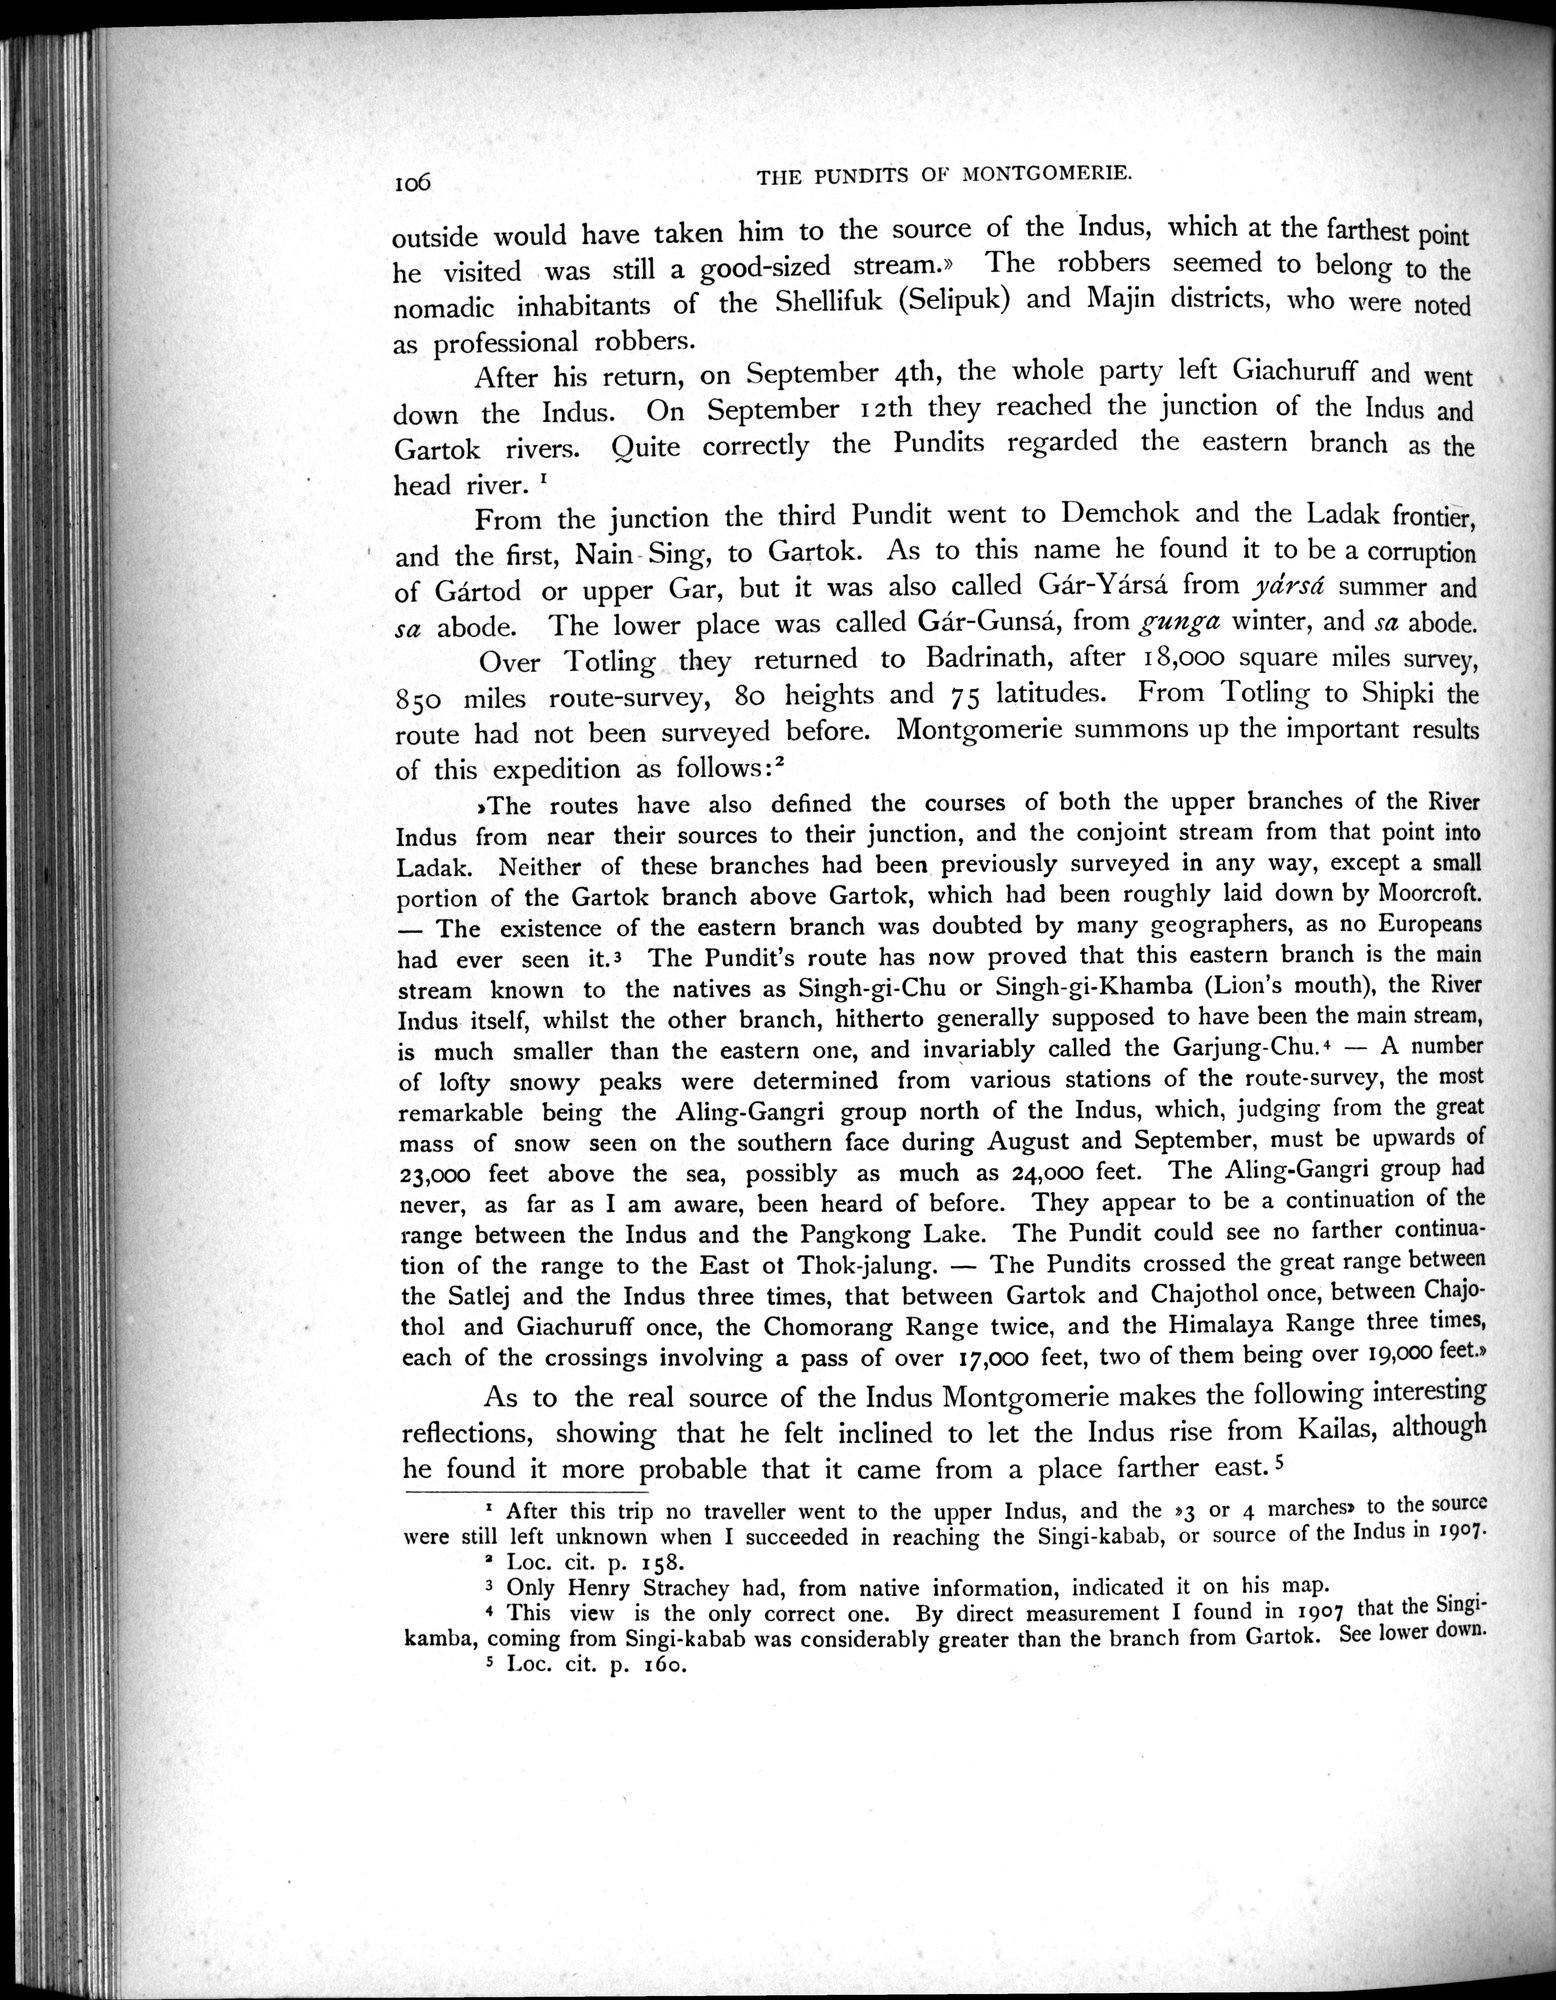 106
THE PUNDITS OF MONTGOMERIE.
outside would have taken him to the source of the Indus, which at the farthest point
he visited was still a good-sized stream.» The robbers seemed to belong to the
nomadic inhabitants of the Shellifuk (Selipuk) and Majin districts, who were noted
as professional robbers.
After his return, on September 4th, the whole party left Giachuruff and went
down the Indus. On September 12th they reached the junction of the Indus and
Gartok rivers. Quite correctly the Pundits regarded the eastern branch as the
head river. ¹
From the junction the third Pundit went to Demchok and the Ladak frontier,
and the first, Nain Sing, to Gartok. As to this name he found it to be a corruption
of Gártod or upper Gar, but it was also called Gár-Yársá from yársá summer and
sa abode. The lower place was called Gár-Gunsá, from gunga winter, and sa abode.
Over Totling they returned to Badrinath, after 18,000 square miles survey,
850 miles route-survey, 80 heights and 75 latitudes. From Totling to Shipki the
route had not been surveyed before. Montgomerie summons up the important results
of this expedition as follows:²
»The routes have also defined the courses of both the upper branches of the River
Indus from near their sources to their junction, and the conjoint stream from that point into
Ladak. Neither of these branches had been previously surveyed in any way, except a small
portion of the Gartok branch above Gartok, which had been roughly laid down by Moorcroft.
— The existence of the eastern branch was doubted by many geographers, as no Europeans
had ever seen it.³ The Pundit's route has now proved that this eastern branch is the main
stream known to the natives as Singh-gi-Chu or Singh-gi-Khamba (Lion's mouth), the River
Indus itself, whilst the other branch, hitherto generally supposed to have been the main stream,
is much smaller than the eastern one, and invariably called the Garjung-Chu.⁴ — A number
of lofty snowy peaks were determined from various stations of the route-survey, the most
remarkable being the Aling-Gangri group north of the Indus, which, judging from the great
mass of snow seen on the southern face during August and September, must be upwards of
23,000 feet above the sea, possibly as much as 24,000 feet. The Aling-Gangri group had
never, as far as I am aware, been heard of before. They appear to be a continuation of the
range between the Indus and the Pangkong Lake. The Pundit could see no farther continua-
tion of the range to the East of Thok-jalung. — The Pundits crossed the great range between
the Satlej and the Indus three times, that between Gartok and Chajothol once, between Chajo-
thol and Giachuruff once, the Chomorang Range twice, and the Himalaya Range three times,
each of the crossings involving a pass of over 17,000 feet, two of them being over 19,000 feet.»
As to the real source of the Indus Montgomerie makes the following interesting
reflections, showing that he felt inclined to let the Indus rise from Kailas, although
he found it more probable that it came from a place farther east.⁵
¹ After this trip no traveller went to the upper Indus, and the »3 or 4 marches» to the source
were still left unknown when I succeeded in reaching the Singi-kabab, or source of the Indus in 1907.
² Loc. cit. p. 158.
³ Only Henry Strachey had, from native information, indicated it on his map.
⁴ This view is the only correct one. By direct measurement I found in 1907 that the Singi-
kamba, coming from Singi-kabab was considerably greater than the branch from Gartok. See lower down.
⁵ Loc. cit. p. 160.